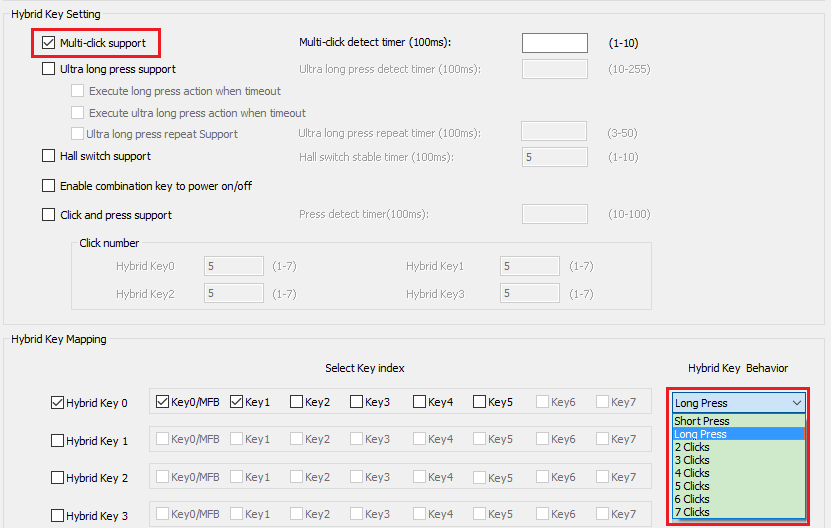 Hybrid Key Setting
Multi-click support Multi-click detect timer (100ms): (1-10)
Ultra long press support Ultra long press detect timer (100ms): (10-255)
Execute long press action when timeout
Execute ultra long press action when timeout
Ultra long press repeat Support Ultra long press repeat timer (100ms): (3-50)
Hall switch support Hall switch stable timer (100ms): 5 (1-10)
Enable combination key to power on/off
Click and press support Press detect timer(100ms): (10-100)
Click number
Hybrid Key0 5 (1-7) Hybrid Key1 5 (1-7)
Hybrid Key2 5 (1-7) Hybrid Key3 5 (1-7)
Hybrid Key Mapping
Select Key index Hybrid Key Behavior
Hybrid Key 0 Key0/MFB Key1 Key2 Key3 Key4 Key5 Key6 Key7 Long Press
Short Press
Long Press
Hybrid Key 1 Key0/MFB Key1 Key2 Key3 Key4 Key5 Key6 Key7
2 Clicks
3 Clicks
4 Clicks
Hybrid Key 2 Key0/MFB Key1 Key2 Key3 Key4 Key5 Key6 Key7
5 Clicks
6 Clicks
7 Clicks
Hybrid Key 3 Key0/MFB Key1 Key2 Key3 Key4 Key5 Key6 Key7